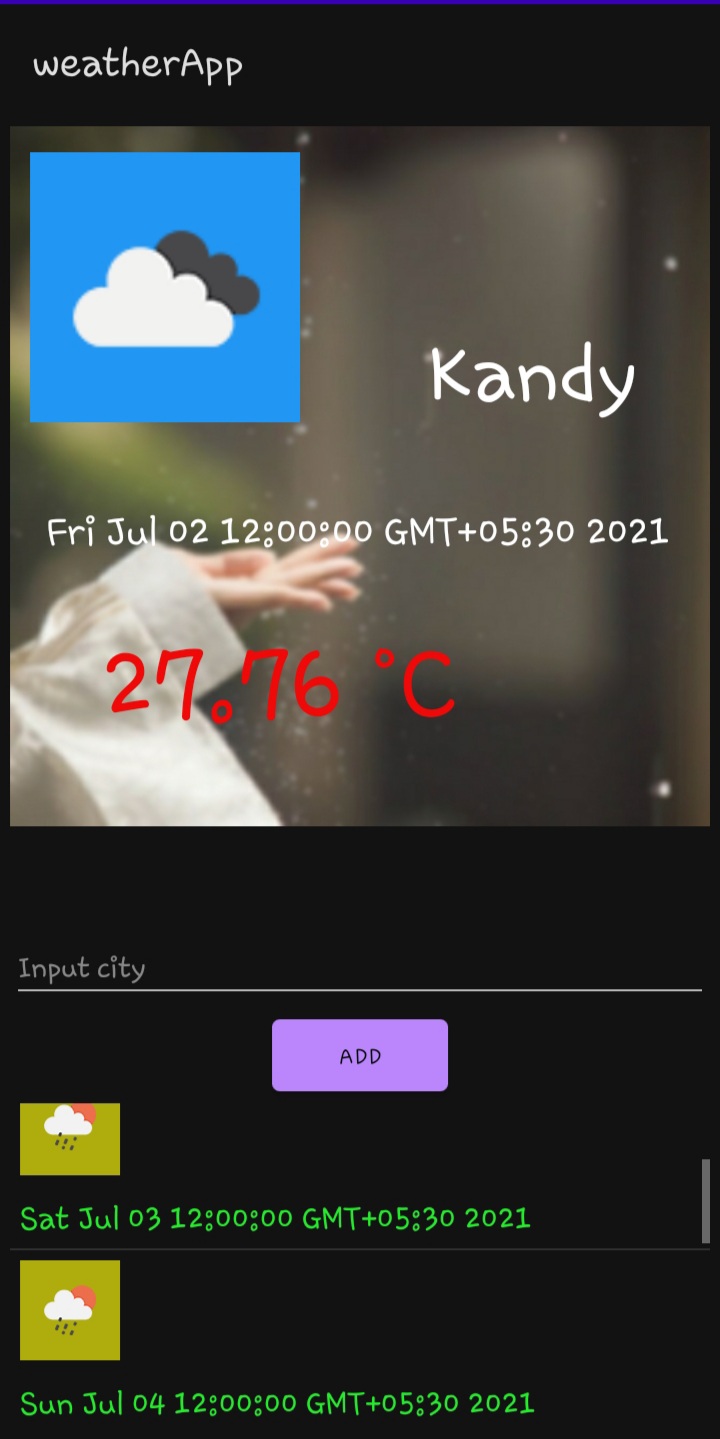 weatherApp
Kandy
Fri Jul 02 12:00:00 GMT+05:30 2021
27.76 °C
Input city
ADD
Sat Jul 03 12:00:00 GMT+05:30 2021
Sun Jul 04 12:00:00 GMT+05:30 2021